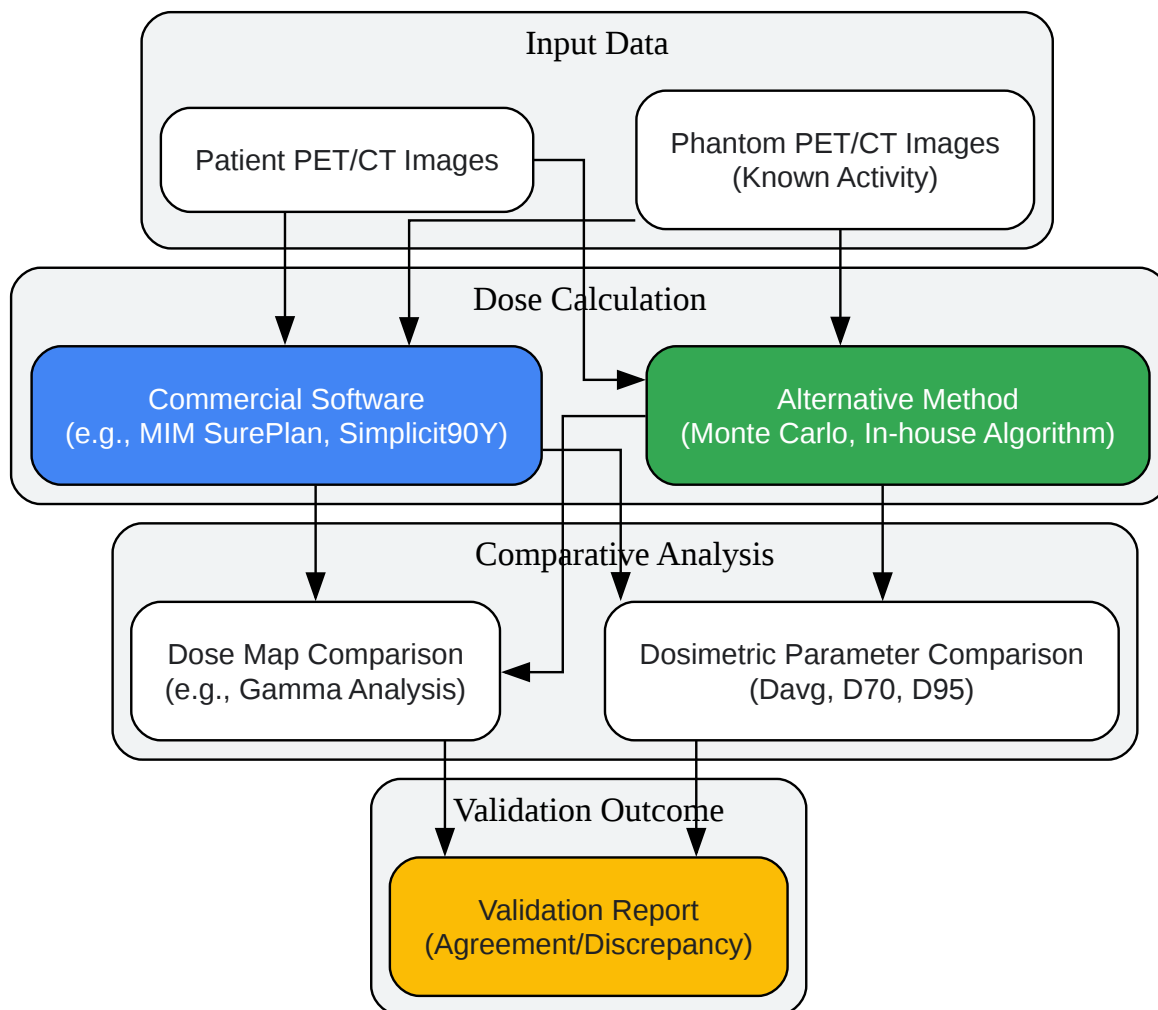 Input Data
Patient PET/CT Images
Phantom PET/CT Images
(Known Activity)
Dose Calculation
Commercial Software
(e.g., MIM SurePlan, Simplicit90Y)
Alternative Method
(Monte Carlo, In-house Algorithm)
Comparative Analysis
Dose Map Comparison
(e.g., Gamma Analysis)
Dosimetric Parameter Comparison
(Davg, D70, D95)
Validation Outcome
Validation Report
(Agreement/Discrepancy)